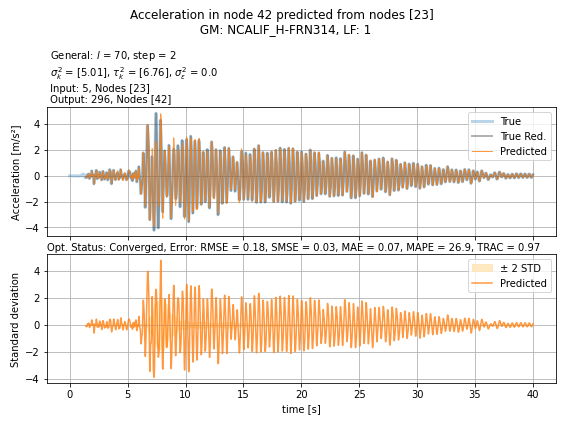 Acceleration in node 42 predicted from nodes [23]
GM: NCALIF_H-FRN314, LF: 1
General: l = 70, step = 2
σ²ₖ = [5.01], τ²ₖ = [6.76], σ²ₑ = 0.0
Input: 5, Nodes [23]
Output: 296, Nodes [42]
True
True Red.
Predicted
Acceleration [m/s²]
4
2
0
−2
−4
Opt. Status: Converged, Error: RMSE = 0.18, SMSE = 0.03, MAE = 0.07, MAPE = 26.9, TRAC = 0.97
± 2 STD
Predicted
Standard deviation
4
2
0
−2
−4
0 5 10 15 20 25 30 35 40
time [s]